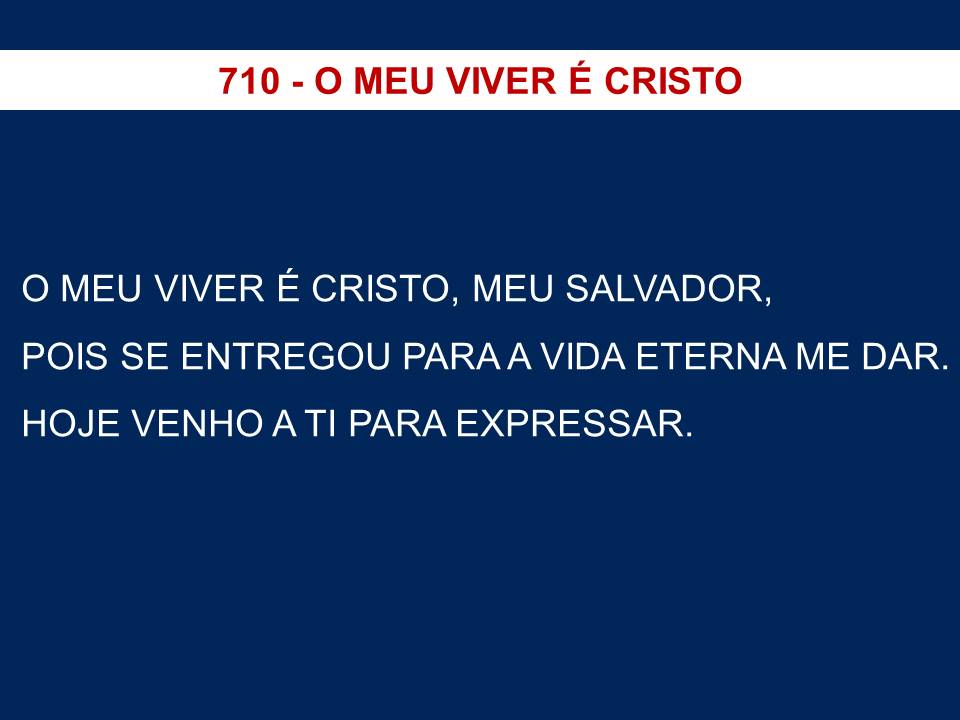 710 - O MEU VIVER É CRISTO
O MEU VIVER É CRISTO, MEU SALVADOR,
POIS SE ENTREGOU PARA A VIDA ETERNA ME DAR.
HOJE VENHO A TI PARA EXPRESSAR.